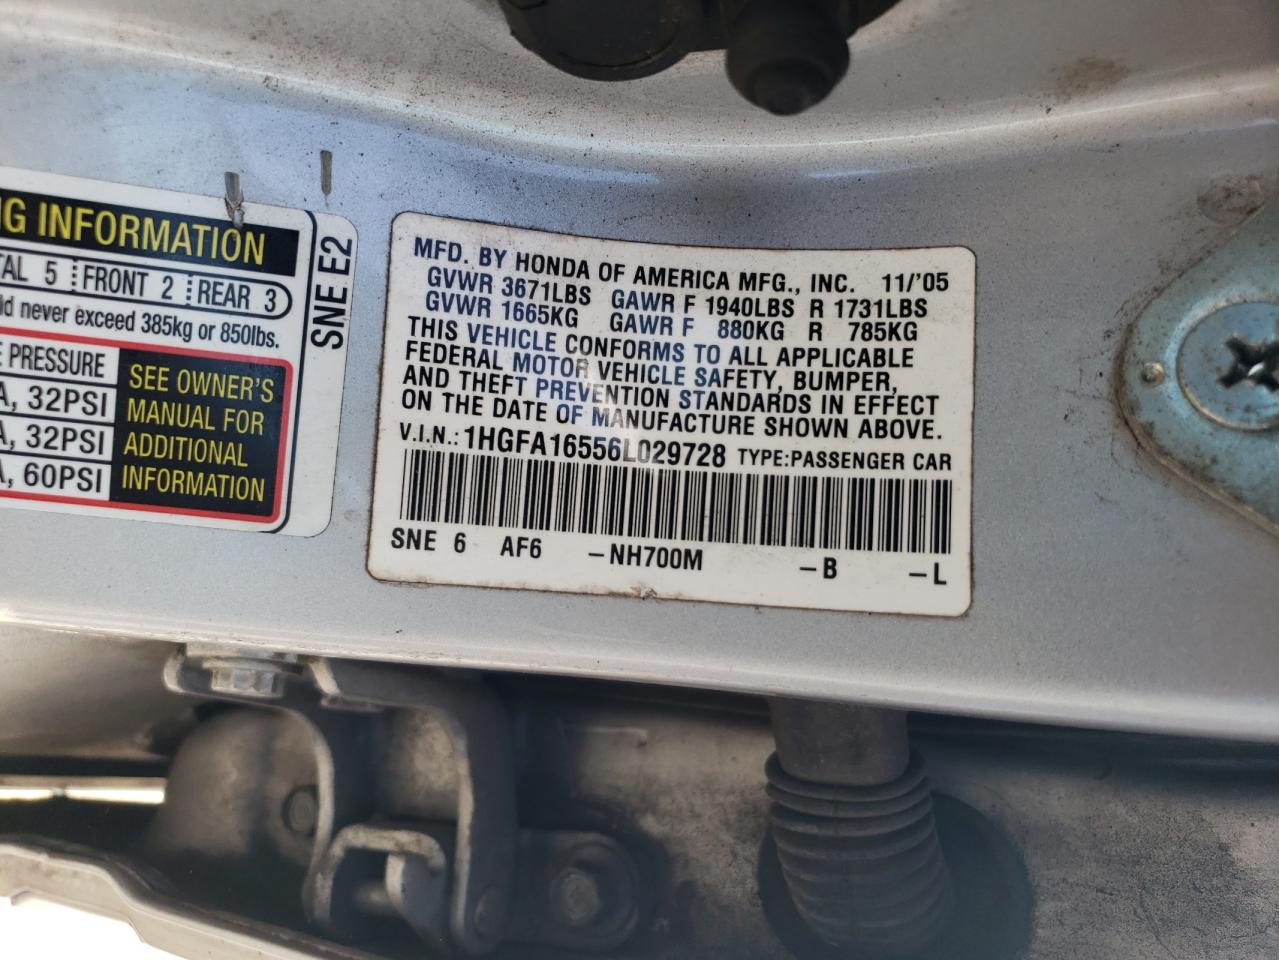 NG INFORMATION
TAL 5 FRONT 2 REAR 3
ld never exceed 385kg or 850lbs.
E PRESSURE
A, 32PSI
A, 32PSI
A, 60PSI
SEE OWNER'S
MANUAL FOR
ADDITIONAL
INFORMATION
SNE E2
MFD. BY HONDA OF AMERICA MFG., INC. 11/'05
GVWR 3671LBS GAWR F 1940LBS R 1731LBS
GVWR 1665KG GAWR F 880KG R 785KG
THIS VEHICLE CONFORMS TO ALL APPLICABLE
FEDERAL MOTOR VEHICLE SAFETY, BUMPER,
AND THEFT PREVENTION STANDARDS IN EFFECT
ON THE DATE OF MANUFACTURE SHOWN ABOVE.
V.I.N.: 1HGFA16556L029728 TYPE:PASSENGER CAR
SNE 6 AF6 -NH700M -B -L